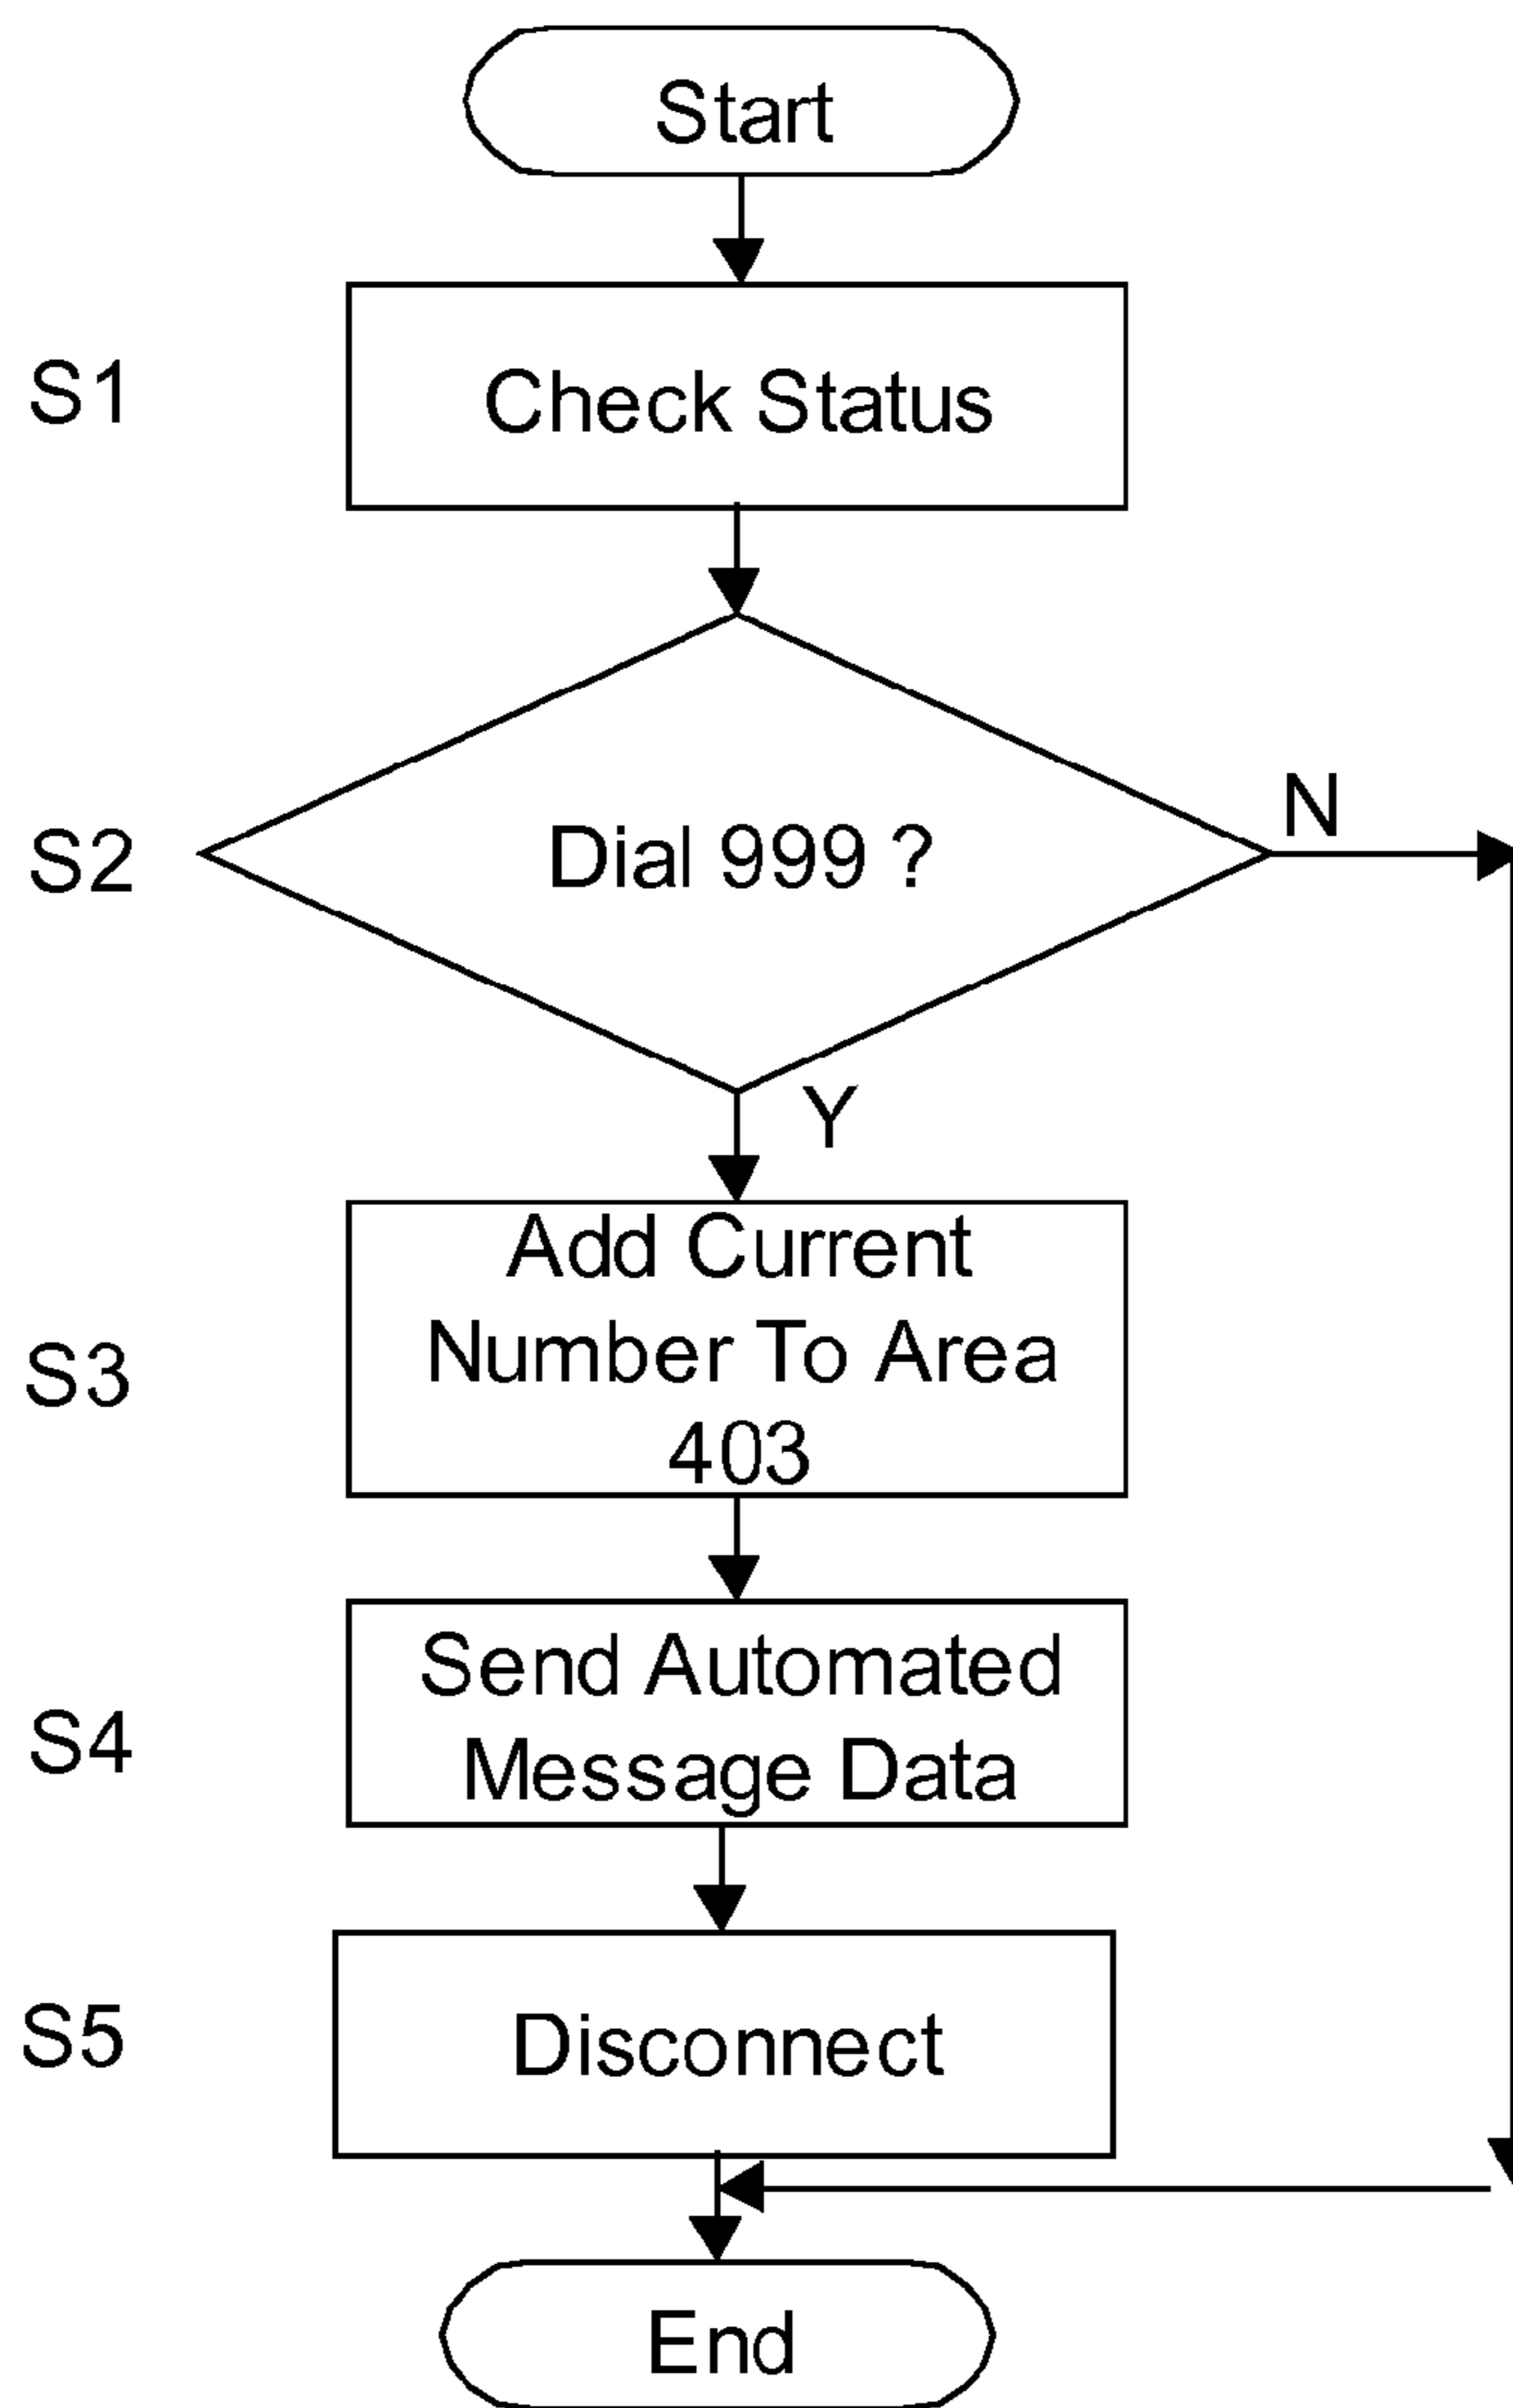 Start
S1
Check Status
S2
Dial 999 ?
N
Y
S3
Add Current
Number To Area
403
S4
Send Automated
Message Data
S5
Disconnect
End